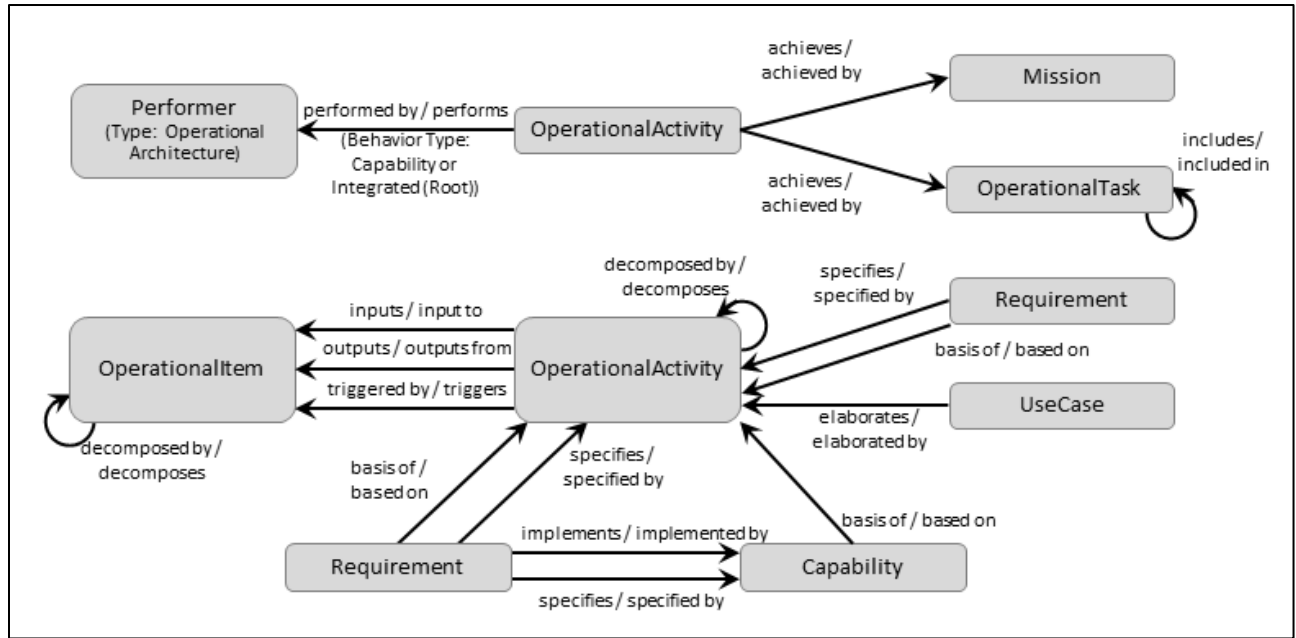 achieves /
achieved by
Mission
Performer
(Type: Operational
Architecture)
performed by / performs
(Behavior Type:
Capability or
Integrated (Root))
OperationalActivity
achieves /
achieved by
OperationalTask
includes /
included in
decomposed by /
decomposes
specifies /
specified by
Requirement
basis of / based on
inputs / input to
outputs / outputs from
triggered by / triggers
OperationalItem
OperationalActivity
UseCase
elaborates /
elaborated by
decomposed by /
decomposes
basis of /
based on
specifies /
specified by
basis of / based on
implements / implemented by
Requirement
Capability
specifies / specified by